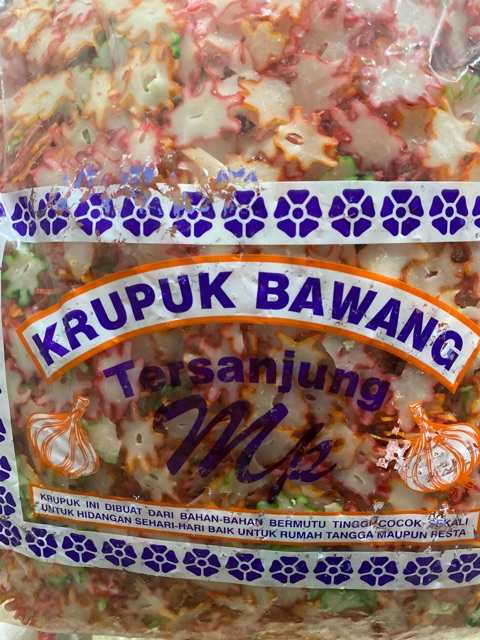 KRUPUK BAWANG
Tersanjung
Mp
KRUPUK INI DIBUAT DARI BAHAN-BAHAN BERMUTU TINGGI COCOK SEKALI
UNTUK HIDANGAN SEHARI-HARI BAIK UNTUK RUMAH TANGGA MAUPUN PESTA